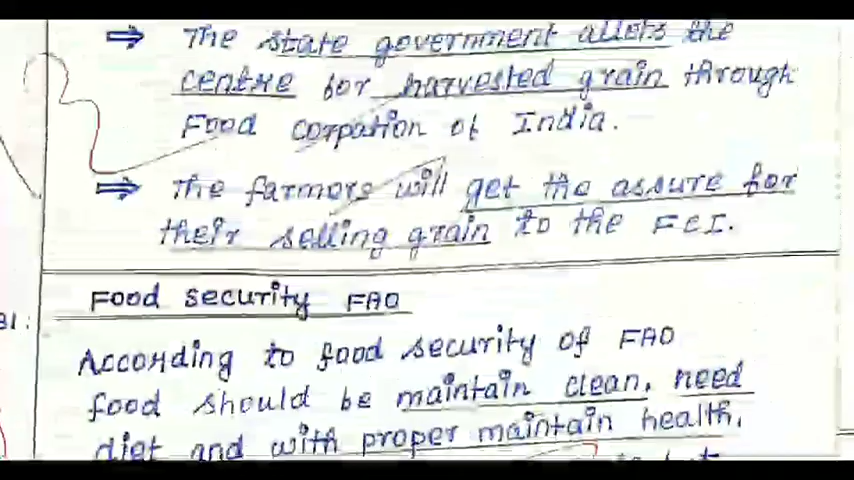 ⇒ The state government allots the
centre for harvested grain through
Food corpation of India.
⇒ The farmers will get the assure for
their selling grain to the FCI.
Food security FAO
31:
According to food security of FAO
food should be maintain clean, need
diet and with proper maintain health.